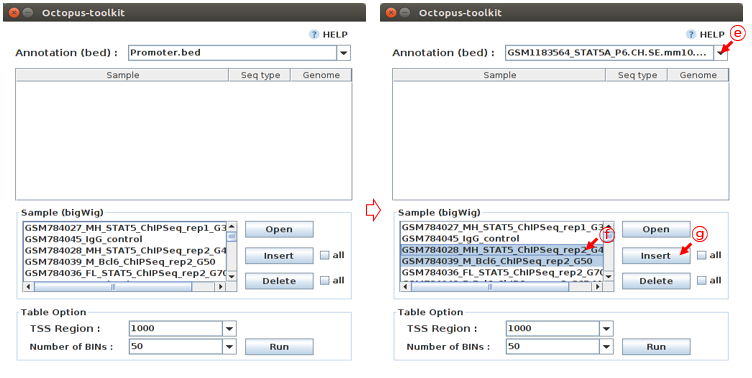 Octopus-toolkit
? HELP
Annotation (bed) : Promoter.bed
Sample Seq type Genome
Sample (bigWig)
GSM784027_MH_STAT5_ChIPSeq_rep1_G3
GSM784045_IgG_control
GSM784028_MH_STAT5_ChIPSeq_rep2_G4
GSM784039_M_Bcl6_ChIPSeq_rep2_G50
GSM784036_FL_STAT5_ChIPSeq_rep2_G70
Open
Insert all
Delete all
Table Option
TSS Region : 1000
Number of BINs : 50 Run
Octopus-toolkit
? HELP
e
Annotation (bed) : GSM1183564_STAT5A_P6.CH.SE.mm10....
Sample Seq type Genome
Sample (bigWig)
GSM784027_MH_STAT5_ChIPSeq_rep1_G3
GSM784045_IgG_control
GSM784028_MH_STAT5_ChIPSeq_rep2_G4
GSM784039_M_Bcl6_ChIPSeq_rep2_G50
GSM784036_FL_STAT5_ChIPSeq_rep2_G70
f
Open
g
Insert all
Delete all
Table Option
TSS Region : 1000
Number of BINs : 50 Run